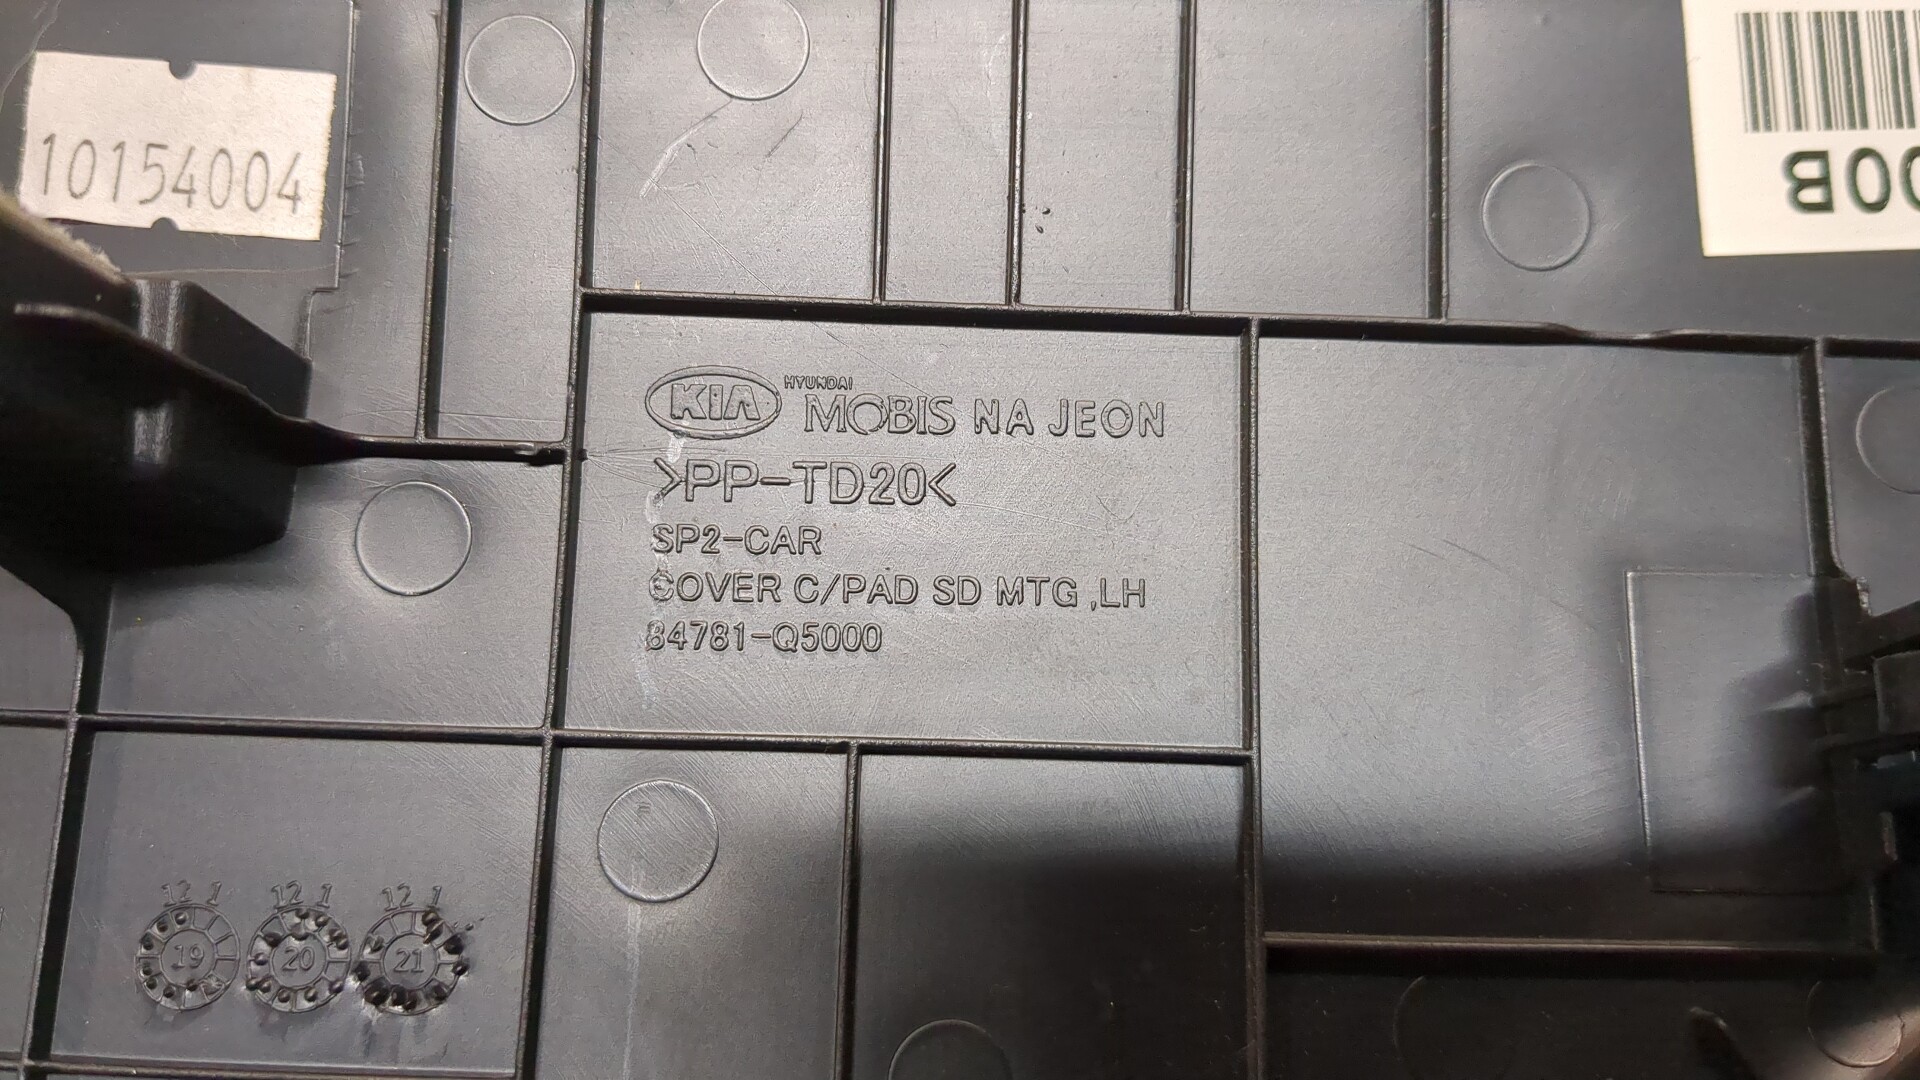 10154004
00B
KIA HYUNDAI MOBIS NA JEON
>PP-TD20<
SP2-CAR
COVER C/PAD SD MTG ,LH
84781-Q5000
12 1 12 1 12 1
19 20 21